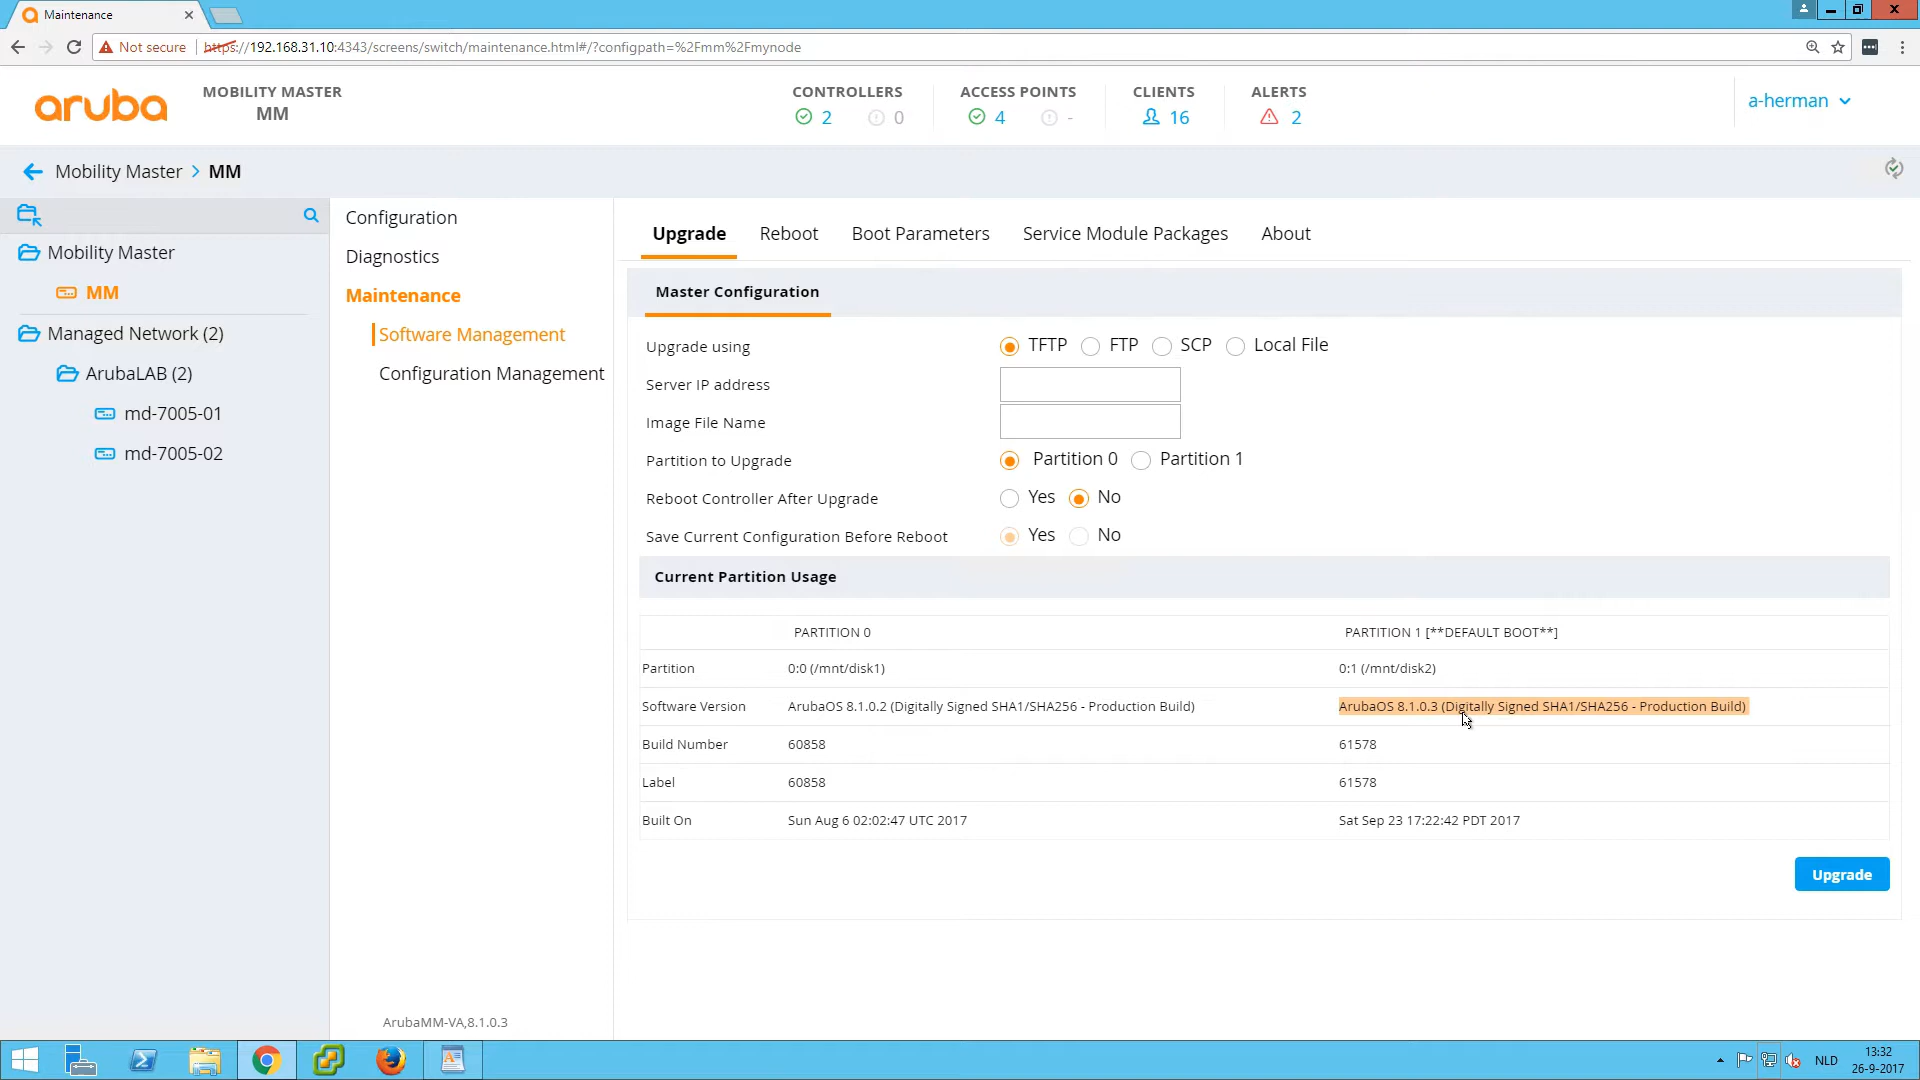 Maintenance
Not secure https://192.168.31.10:4343/screens/switch/maintenance.html#/?configpath=%2Fmm%2Fmynode
aruba
MOBILITY MASTER
MM
CONTROLLERS
2 0
ACCESS POINTS
4 -
CLIENTS
16
ALERTS
2
a-herman
Mobility Master > MM
Mobility Master
MM
Managed Network (2)
ArubaLAB (2)
md-7005-01
md-7005-02
Configuration
Diagnostics
Maintenance
Software Management
Configuration Management
ArubaMM-VA,8.1.0.3
Upgrade Reboot Boot Parameters Service Module Packages About
Master Configuration
Upgrade using TFTP FTP SCP Local File
Server IP address
Image File Name
Partition to Upgrade Partition 0 Partition 1
Reboot Controller After Upgrade Yes No
Save Current Configuration Before Reboot Yes No
Current Partition Usage
PARTITION 0 PARTITION 1 [**DEFAULT BOOT**]
Partition 0:0 (/mnt/disk1) 0:1 (/mnt/disk2)
Software Version ArubaOS 8.1.0.2 (Digitally Signed SHA1/SHA256 - Production Build) ArubaOS 8.1.0.3 (Digitally Signed SHA1/SHA256 - Production Build)
Build Number 60858 61578
Label 60858 61578
Built On Sun Aug 6 02:02:47 UTC 2017 Sat Sep 23 17:22:42 PDT 2017
Upgrade
NLD
13:32
26-9-2017